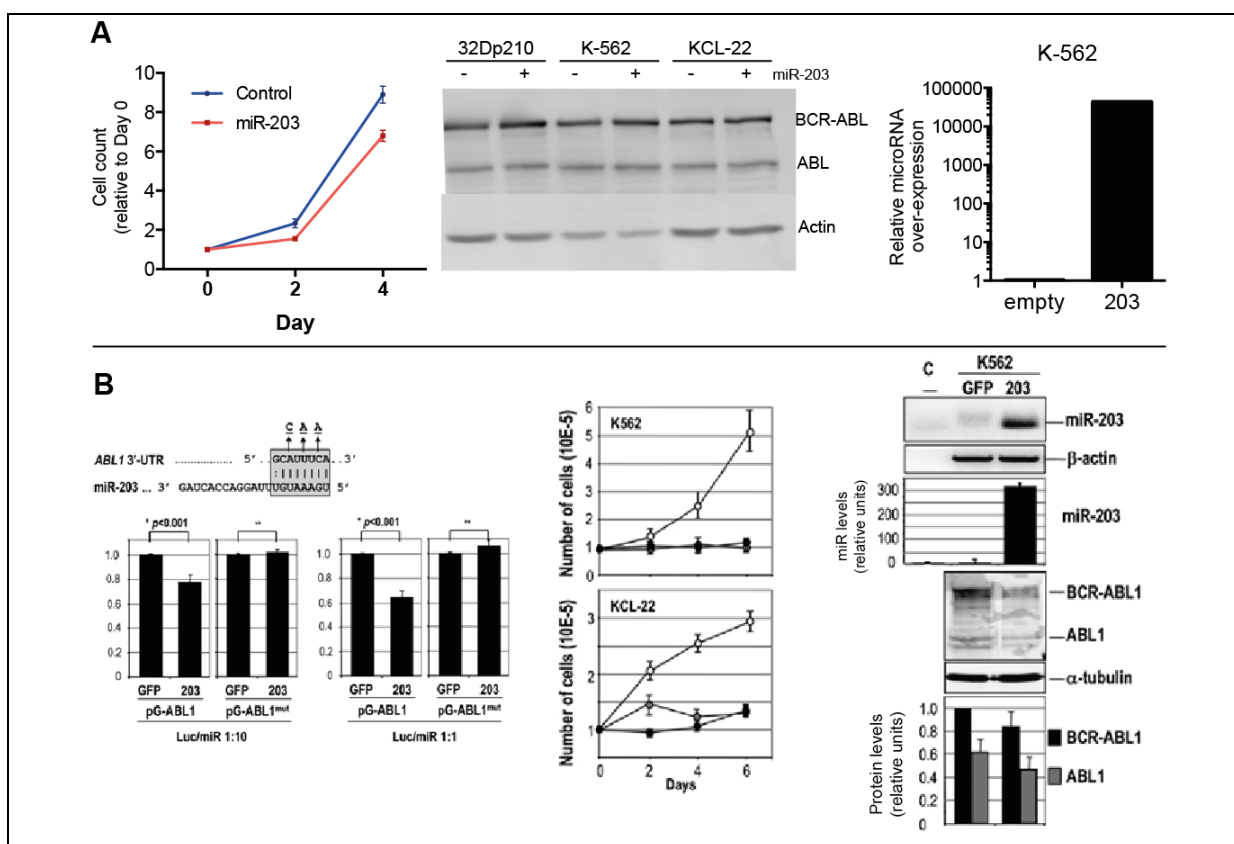 A
10
8
6
4
2
0
Cell count
(relative to Day 0)
Control
miR-203
0 2 4
Day
32Dp210 K-562 KCL-22
- + - + - + miR-203
BCR-ABL
ABL
Actin
K-562
100000
10000
1000
100
10
1
Relative microRNA
over-expression
empty 203
B
C A A
ABL1 3'-UTR .............. 5' ..GCAUUUCA...3'
miR-203 ... 3' GAUCACCAGGAUUUGUAAAGU 5'
* p<0.001 ** * p<0.001 **
1.0
0.8
0.6
0.4
0.2
0
1.0
0.8
0.6
0.4
0.2
0
GFP 203 GFP 203 GFP 203 GFP 203
pG-ABL1 pG-ABL1mut pG-ABL1 pG-ABL1mut
Luc/miR 1:10 Luc/miR 1:1
Number of cells (10E-5)
6
5
4
3
2
1
0
K562
Number of cells (10E-5)
3
2
1
0
KCL-22
0 2 4 6
Days
C K562
— GFP 203
miR-203
β-actin
miR levels
(relative units)
300
200
100
0
miR-203
BCR-ABL1
ABL1
α-tubulin
Protein levels
(relative units)
1.0
0.8
0.6
0.4
0.2
0
BCR-ABL1
ABL1